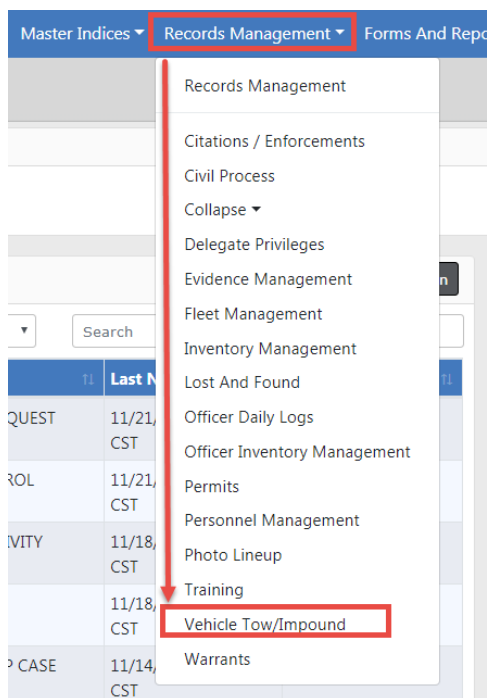 Master Indices Records Management Forms And Repo
Records Management
Citations / Enforcements
Civil Process
Collapse
Delegate Privileges
Evidence Management
n
Fleet Management
Search
Inventory Management
Last N
Lost And Found
QUEST
11/21/
CST
Officer Daily Logs
Officer Inventory Management
ROL
11/21,
CST
Permits
Personnel Management
IVITY
11/18/
CST
Photo Lineup
Training
11/18/
CST
Vehicle Tow/Impound
Warrants
P CASE
11/14,
CST